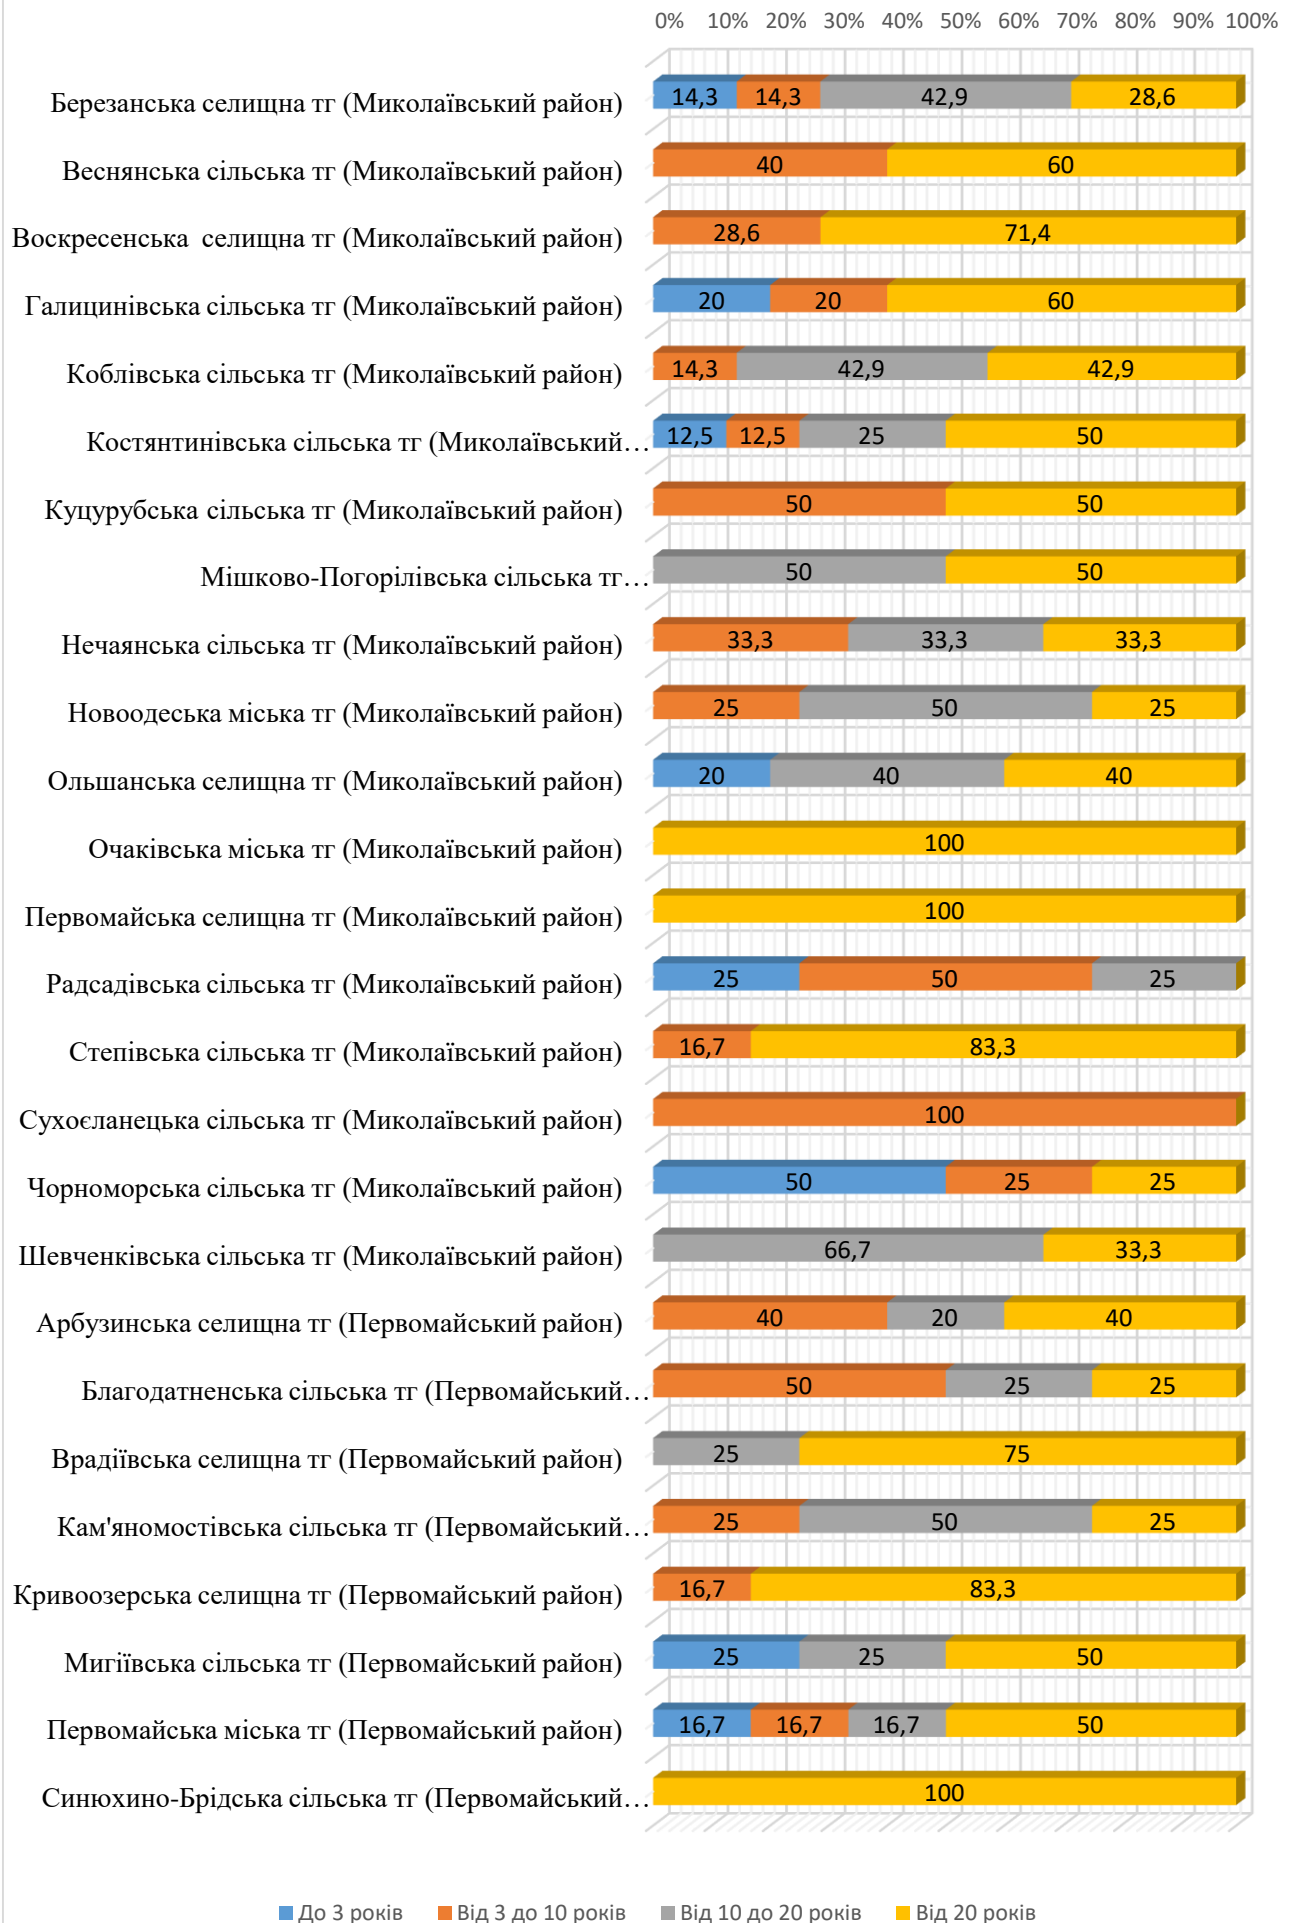 0% 10% 20% 30% 40% 50% 60% 70% 80% 90% 100%
Березанська селищна тг (Миколаївський район) 14,3 14,3 42,9 28,6
Веснянська сільська тг (Миколаївський район) 40 60
Воскресенська селищна тг (Миколаївський район) 28,6 71,4
Галицинівська сільська тг (Миколаївський район) 20 20 60
Коблівська сільська тг (Миколаївський район) 14,3 42,9 42,9
Костянтинівська сільська тг (Миколаївський… 12,5 12,5 25 50
Куцурубська сільська тг (Миколаївський район) 50 50
Мішково-Погорілівська сільська тг… 50 50
Нечаянська сільська тг (Миколаївський район) 33,3 33,3 33,3
Новоодеська міська тг (Миколаївський район) 25 50 25
Ольшанська селищна тг (Миколаївський район) 20 40 40
Очаківська міська тг (Миколаївський район) 100
Первомайська селищна тг (Миколаївський район) 100
Радсадівська сільська тг (Миколаївський район) 25 50 25
Степівська сільська тг (Миколаївський район) 16,7 83,3
Сухоєланецька сільська тг (Миколаївський район) 100
Чорноморська сільська тг (Миколаївський район) 50 25 25
Шевченківська сільська тг (Миколаївський район) 66,7 33,3
Арбузинська селищна тг (Первомайський район) 40 20 40
Благодатненська сільська тг (Первомайський… 50 25 25
Врадіївська селищна тг (Первомайський район) 25 75
Кам'яномостівська сільська тг (Первомайський… 25 50 25
Кривоозерська селищна тг (Первомайський район) 16,7 83,3
Мигіївська сільська тг (Первомайський район) 25 25 50
Первомайська міська тг (Первомайський район) 16,7 16,7 16,7 50
Синюхино-Брідська сільська тг (Первомайський… 100
До 3 років Від 3 до 10 років Від 10 до 20 років Від 20 років